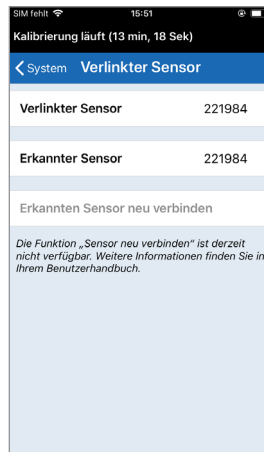 SIM fehlt 15:51
Kalibrierung läuft (13 min, 18 Sek)
System Verlinkter Sensor
Verlinkter Sensor 221984
Erkannter Sensor 221984
Erkannten Sensor neu verbinden
Die Funktion „Sensor neu verbinden" ist derzeit
nicht verfügbar. Weitere Informationen finden Sie in
Ihrem Benutzerhandbuch.